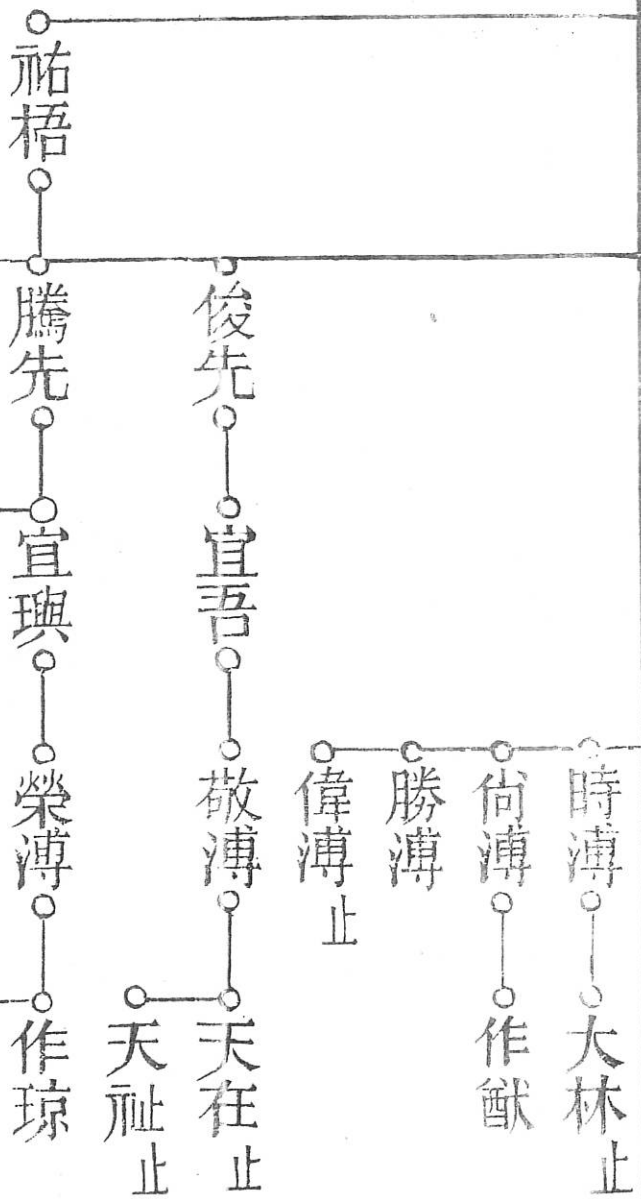 時溥 大林 止
尙溥 作猷
勝溥
偉溥 止
俊先 宜吾 敬溥 天在 止
天祉 止
祐梧 騰先 宜璵 榮溥 作琼